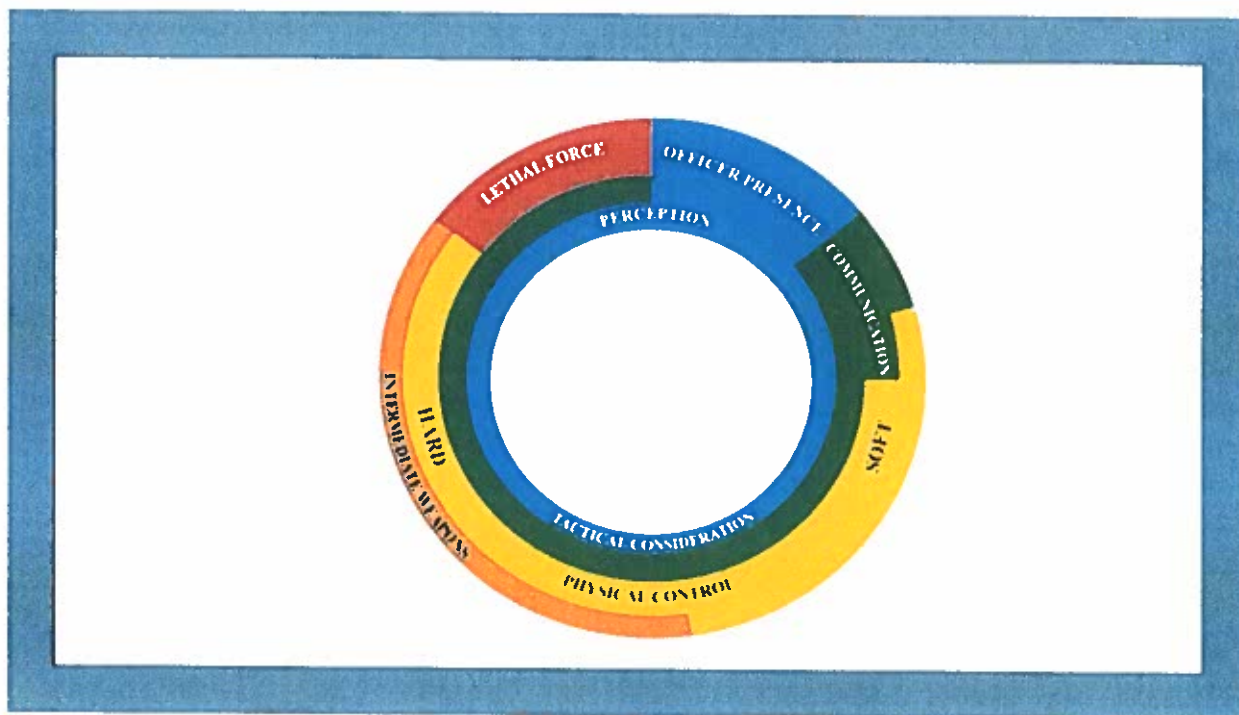 LETHAL FORCE
OFFICER PRESENCE
PERCEPTION
COMMUNICATION
SOFT
HARD
INTERMEDIATE WEAPONS
TACTICAL CONSIDERATION
PHYSICAL CONTROL